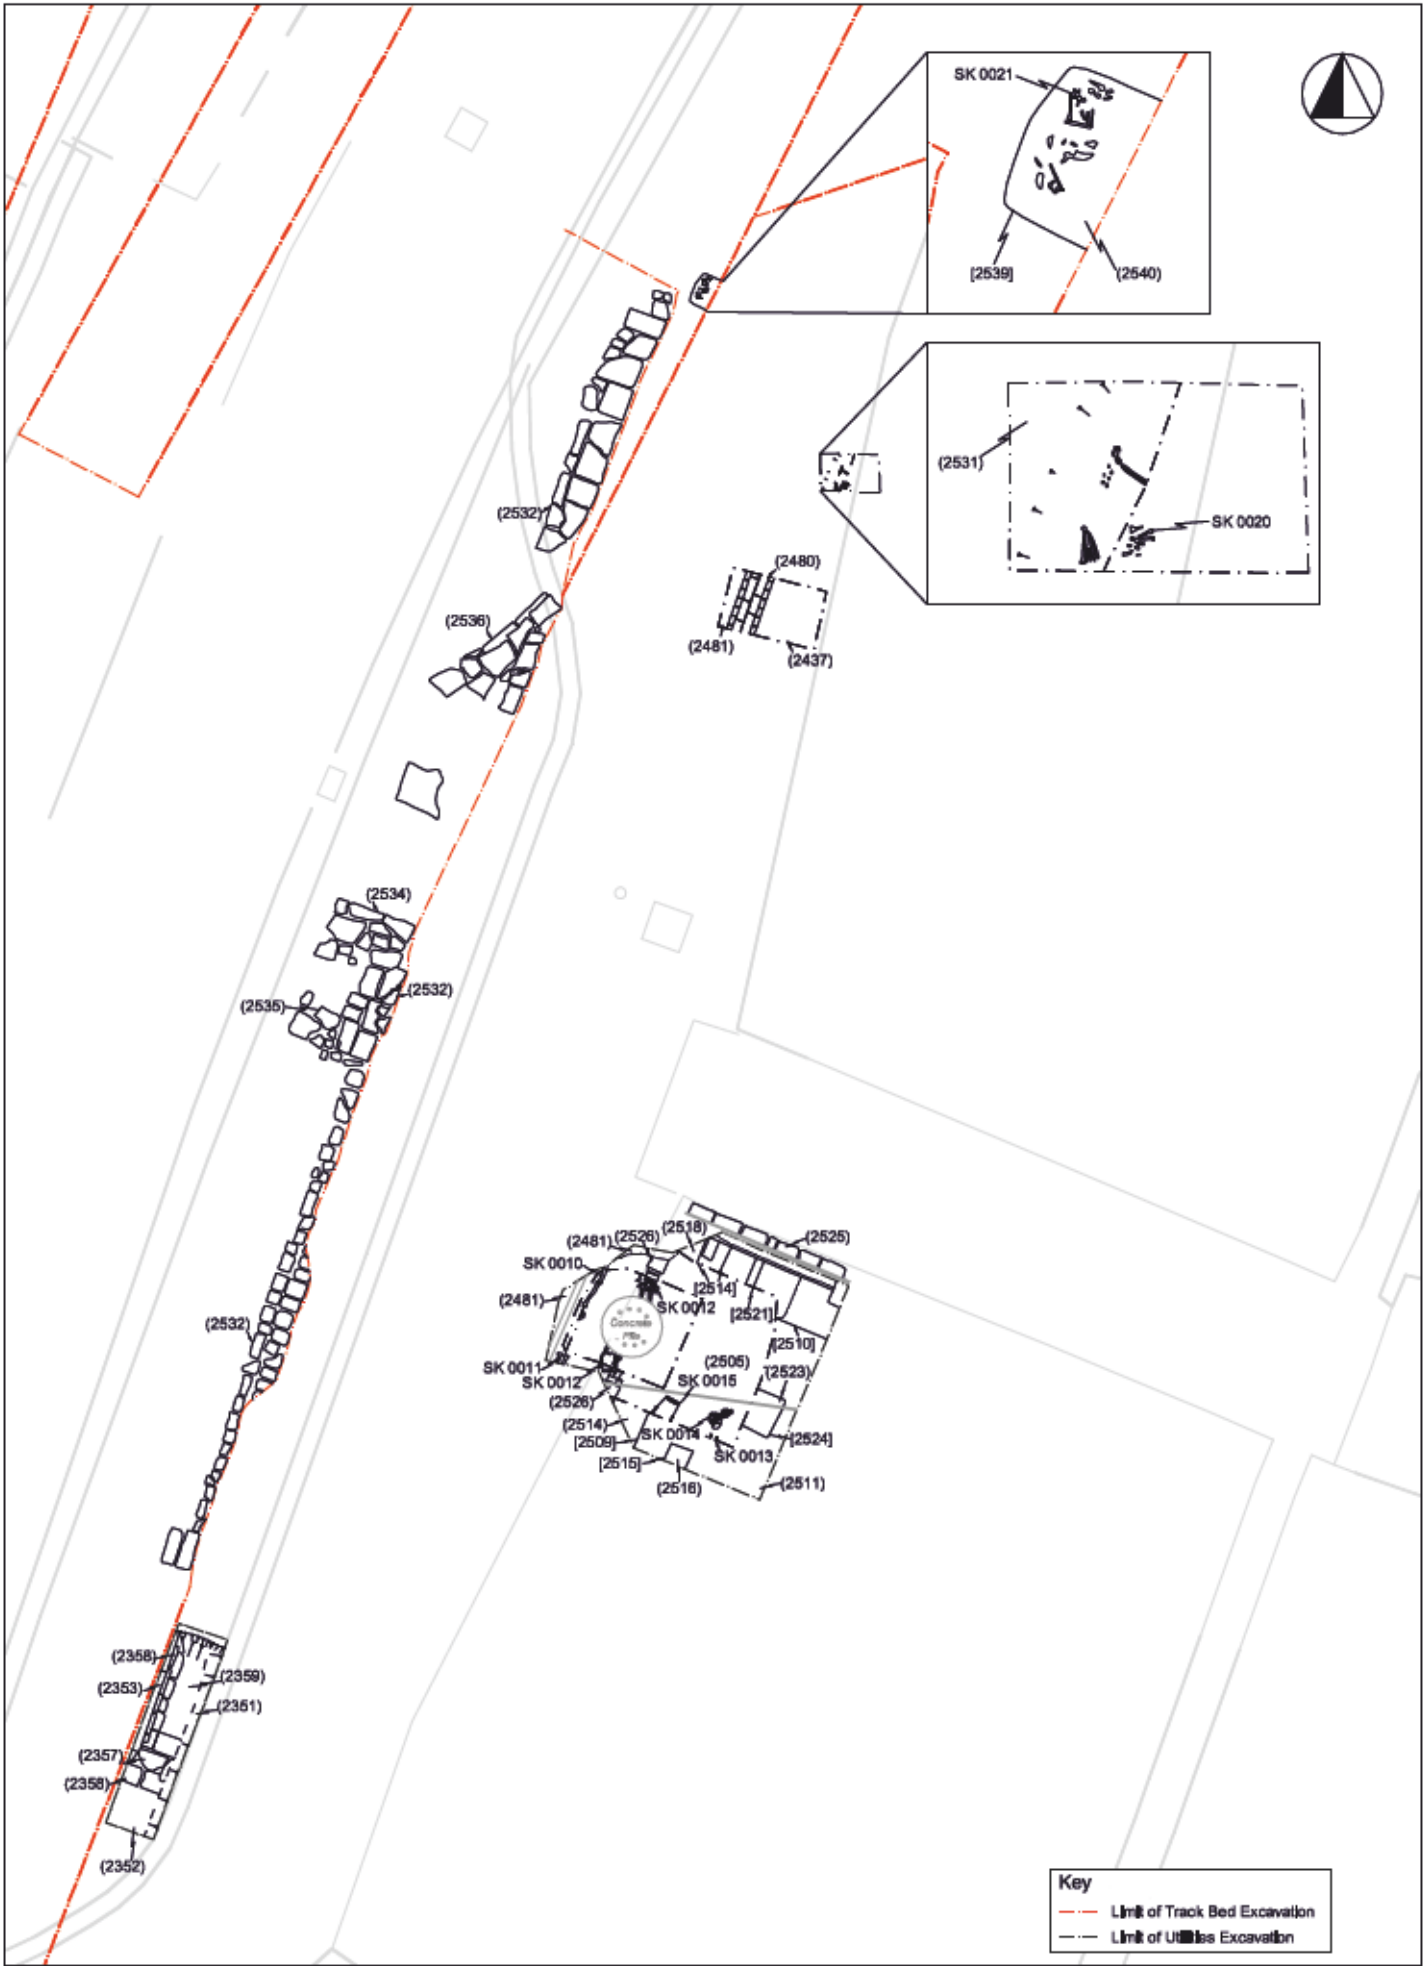 SK 0021
[2539]
(2540)
(2531)
SK 0020
(2532)
(2480)
(2481)
(2437)
(2536)
(2534)
(2532)
(2535)
(2518)
(2526)
(2481)
(2525)
SK 0010
[2514]
(2481)
SK 0012
[2521]
Concrete
Pile
[2510]
(2532)
(2505)
SK 0011
(2523)
SK 0012
SK 0015
(2526)
(2514)
SK 0014
[2509]
[2524]
SK 0013
[2515]
(2516)
(2511)
(2358)
(2359)
(2353)
(2351)
(2357)
(2358)
(2352)
Key
Limit of Track Bed Excavation
Limit of Utilities Excavation